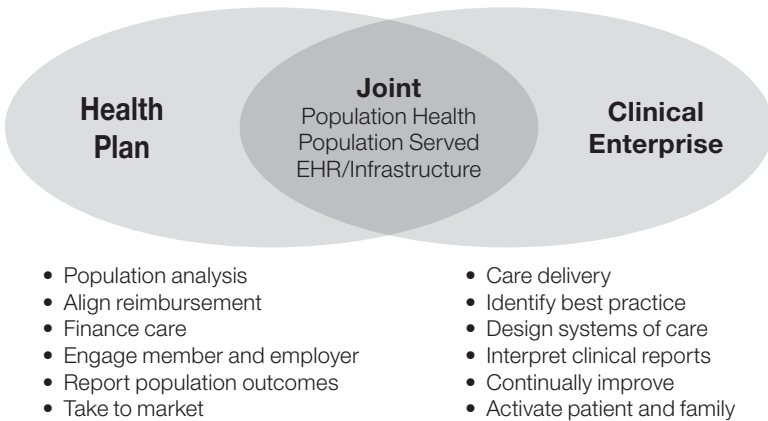 Health
Plan
Joint
Population Health
Population Served
EHR/Infrastructure
Clinical
Enterprise
• Population analysis
• Align reimbursement
• Finance care
• Engage member and employer
• Report population outcomes
• Take to market
• Care delivery
• Identify best practice
• Design systems of care
• Interpret clinical reports
• Continually improve
• Activate patient and family